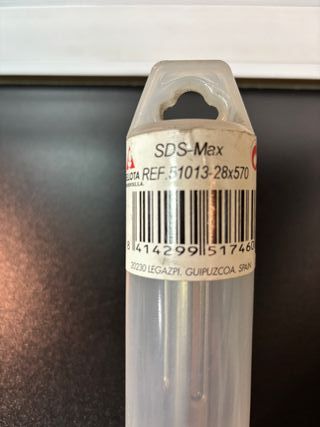 SDS-Max
REF.51013-28x570
8 414299 517460
20230 LEGAZPI, GUIPUZCOA, SPAIN